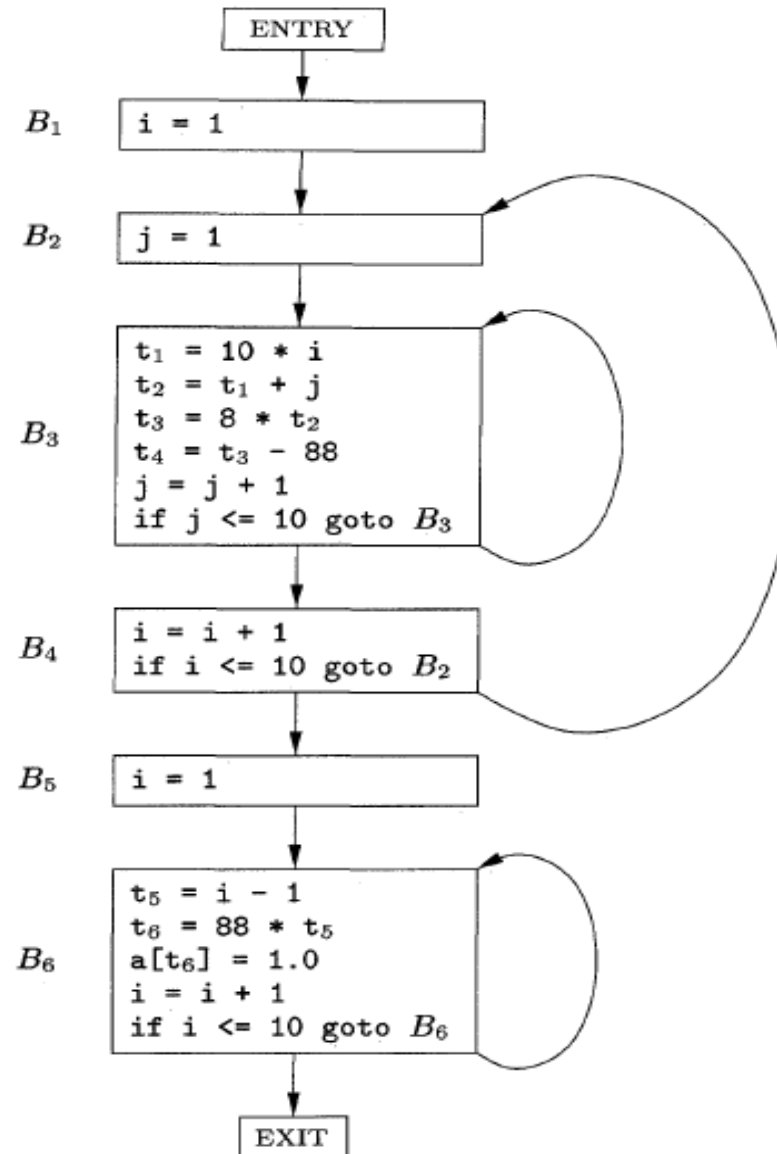 ENTRY
B₁
i = 1
B₂
j = 1
B₃
t₁ = 10 * i
t₂ = t₁ + j
t₃ = 8 * t₂
t₄ = t₃ - 88
j = j + 1
if j <= 10 goto B₃
B₄
i = i + 1
if i <= 10 goto B₂
B₅
i = 1
B₆
t₅ = i - 1
t₆ = 88 * t₅
a[t₆] = 1.0
i = i + 1
if i <= 10 goto B₆
EXIT